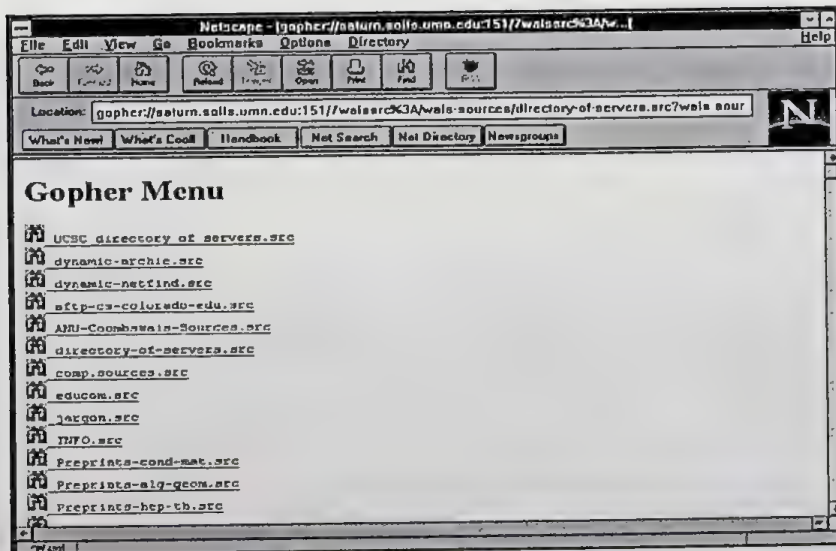 Netscape - [gopher://saturn.solis.umn.edu:151/7waissrc%3A/w...[
File Edit View Go Bookmarks Options Directory Help
Back Forward Home Reload Images Open Print Find
Location: gopher://saturn.solis.umn.edu:151/7waissrc%3A/wais-sources/directory-of-servers.src?wais sour
N
What's New! What's Cool! Handbook Net Search Net Directory Newsgroups
Gopher Menu
UCSC directory of servers.src
dynamic-archie.src
dynamic-netfind.src
aftp-cs-colorado-edu.src
ANU-Coombswais-Sources.src
directory-of-servers.src
comp.sources.src
educom.src
jargon.src
INFO.src
Preprints-cond-mat.src
Preprints-alg-geom.src
Preprints-hep-th.src